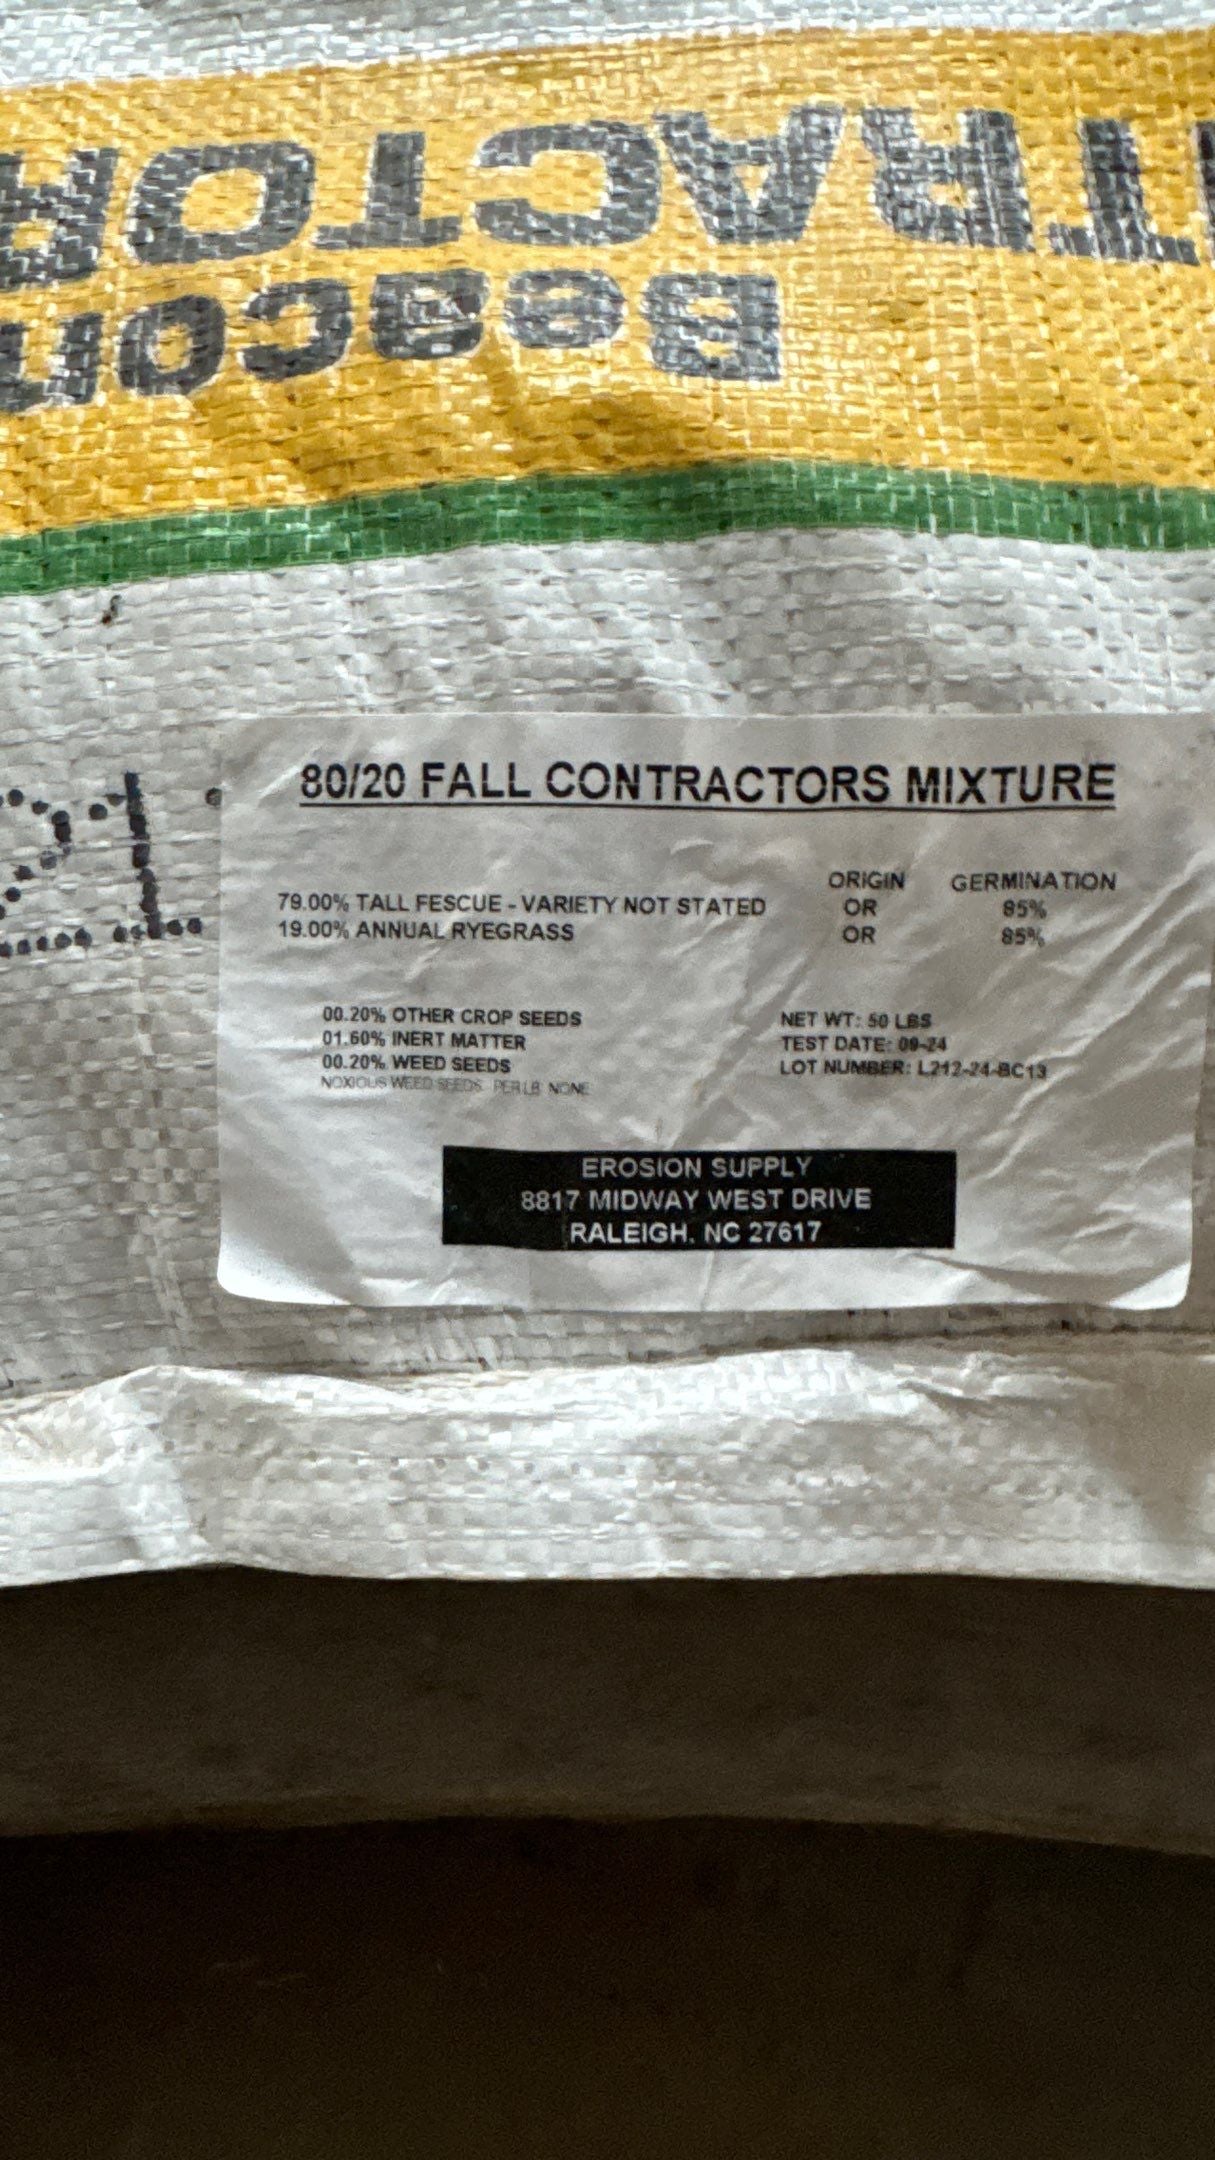 TRACTOR
Beacon
80/20 FALL CONTRACTORS MIXTURE
ORIGIN GERMINATION
79.00% TALL FESCUE - VARIETY NOT STATED OR 85%
19.00% ANNUAL RYEGRASS OR 85%
00.20% OTHER CROP SEEDS
01.60% INERT MATTER
00.20% WEED SEEDS
NOXIOUS WEED SEEDS PER LB NONE
NET WT: 50 LBS
TEST DATE: 09-24
LOT NUMBER: L212-24-BC13
EROSION SUPPLY
8817 MIDWAY WEST DRIVE
RALEIGH, NC 27617